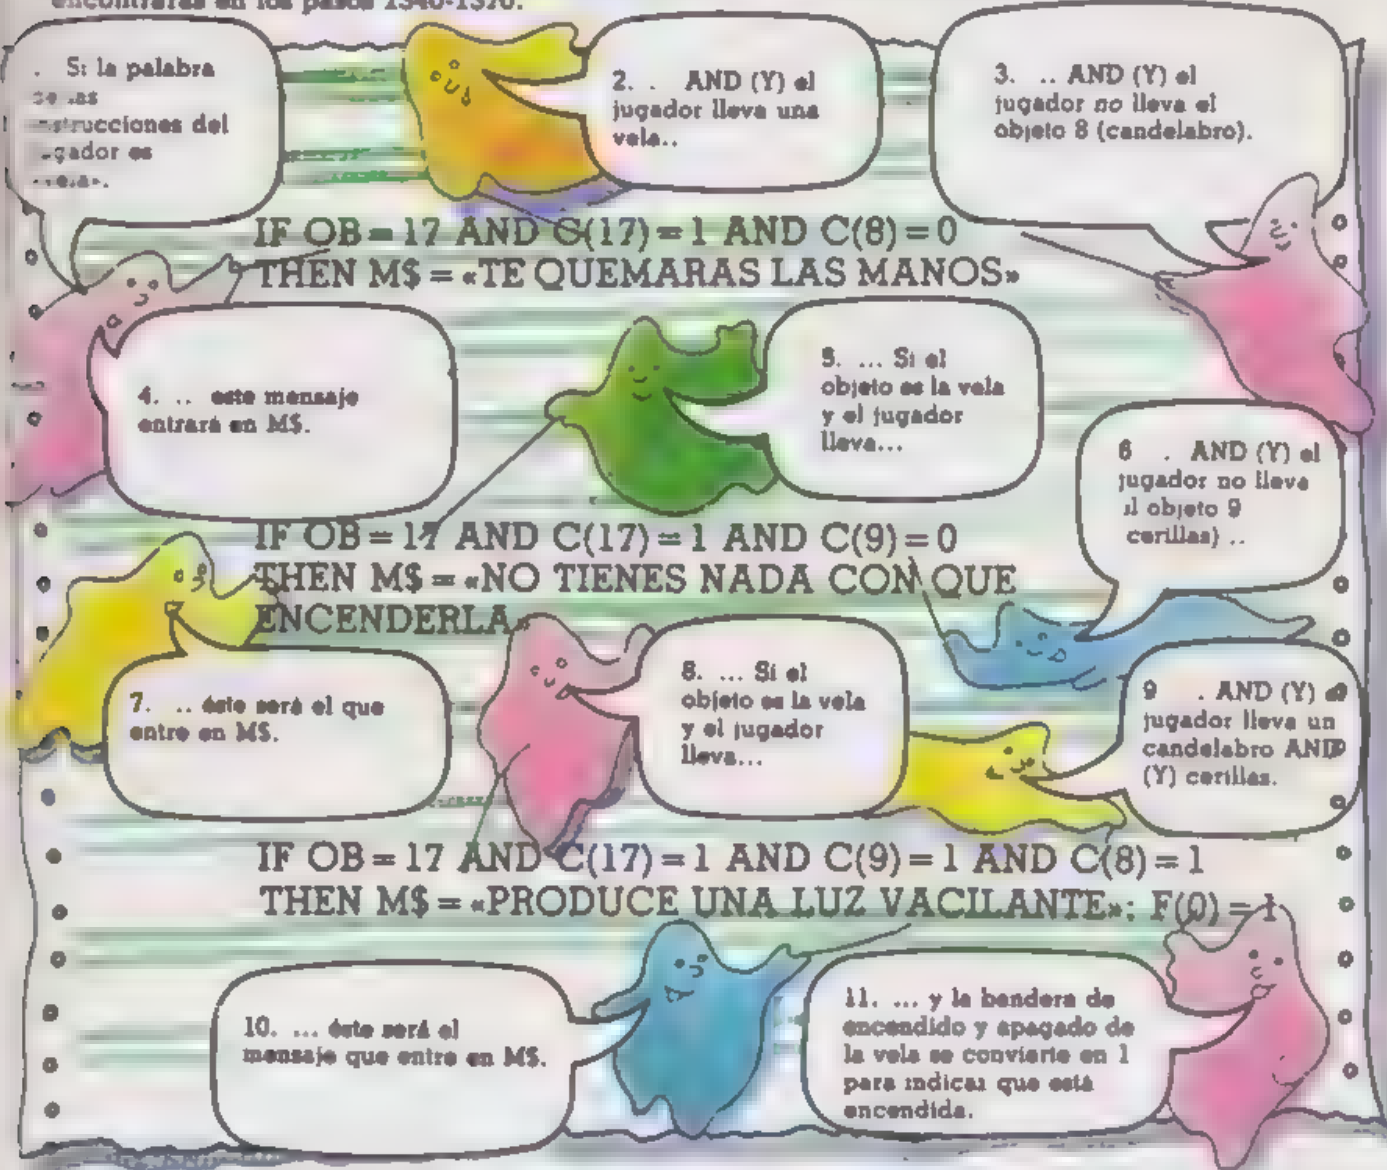 encontrarás en los pasos 1340-1370.
. Si la palabra
de las
instrucciones del
jugador es
2. . AND (Y) el
jugador lleva una
vela..
3. .. AND (Y) el
jugador no lleva el
objeto 8 (candelabro).
IF OB = 17 AND C(17) = 1 AND C(8) = 0
THEN M$ = «TE QUEMARAS LAS MANOS»
4. .. este mensaje
entrará en M$.
5. ... Si el
objeto es la vela
y el jugador
lleva...
6 . AND (Y) el
jugador no lleva
el objeto 9
cerillas) ..
IF OB = 17 AND C(17) = 1 AND C(9) = 0
THEN M$ = «NO TIENES NADA CON QUE
ENCENDERLA»
7. .. éste será el que
entre en M$.
8. ... Si el
objeto es la vela
y el jugador
lleva...
9 . AND (Y) el
jugador lleva un
candelabro AND
(Y) cerillas.
IF OB = 17 AND C(17) = 1 AND C(9) = 1 AND C(8) = 1
THEN M$ = «PRODUCE UNA LUZ VACILANTE»: F(0) = 1
10. ... éste será el
mensaje que entre en M$.
11. ... y la bandera de
encendido y apagado de
la vela se convierte en 1
para indicar que está
encendida.